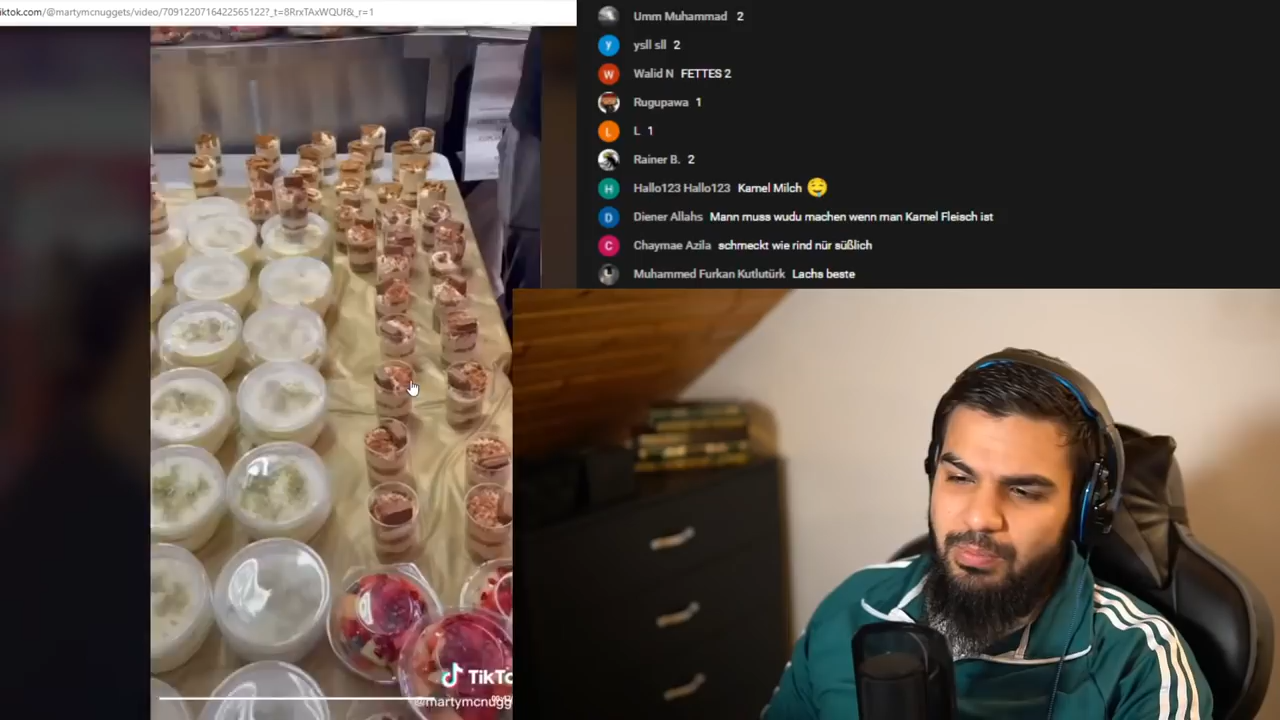 iktok.com/@martymcnuggets/video/7091220716422565122?_t=8RrxTAxWQUf&_r=1
Umm Muhammad 2
y ysll sll 2
W Walid N FETTES 2
Rugupawa 1
L L 1
Rainer B. 2
H Hallo123 Hallo123 Kamel Milch 🤤
D Diener Allahs Mann muss wudu machen wenn man Kamel Fleisch ist
C Chaymae Azila schmeckt wie rind nür süßlich
Muhammed Furkan Kutlutürk Lachs beste
TikTo
@martymcnugg